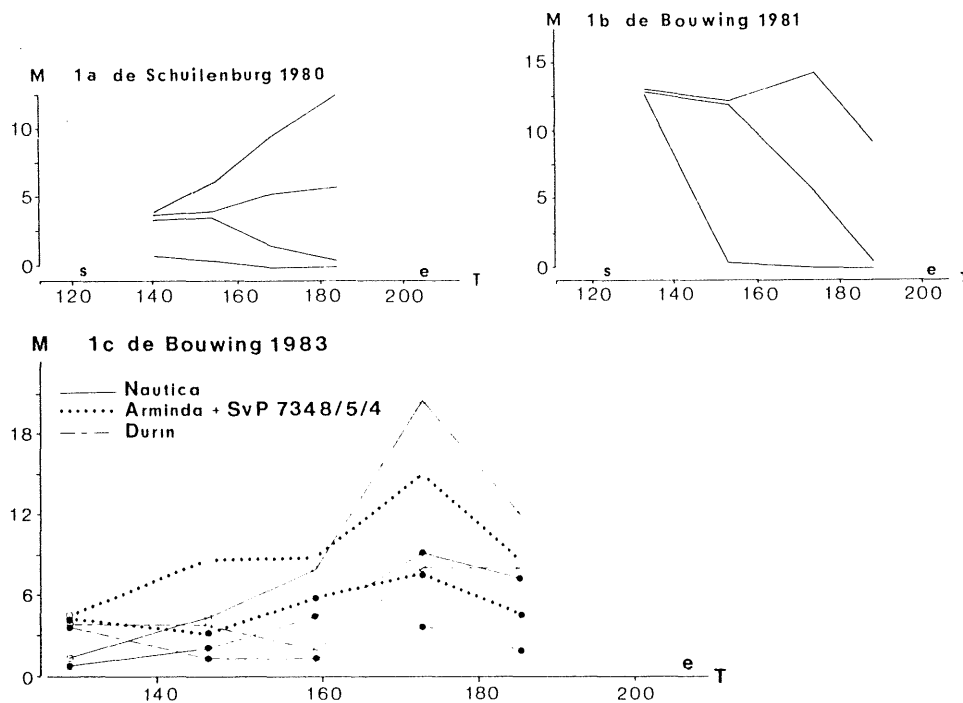 M 1a de Schuilenburg 1980
10
5
0
s e T
120 140 160 180 200
M 1b de Bouwing 1981
15
10
5
0
s e T
120 140 160 180 200
M 1c de Bouwing 1983
Nautica
Arminda + SvP 7348/5/4
Durin
18
12
6
0
e T
140 160 180 200